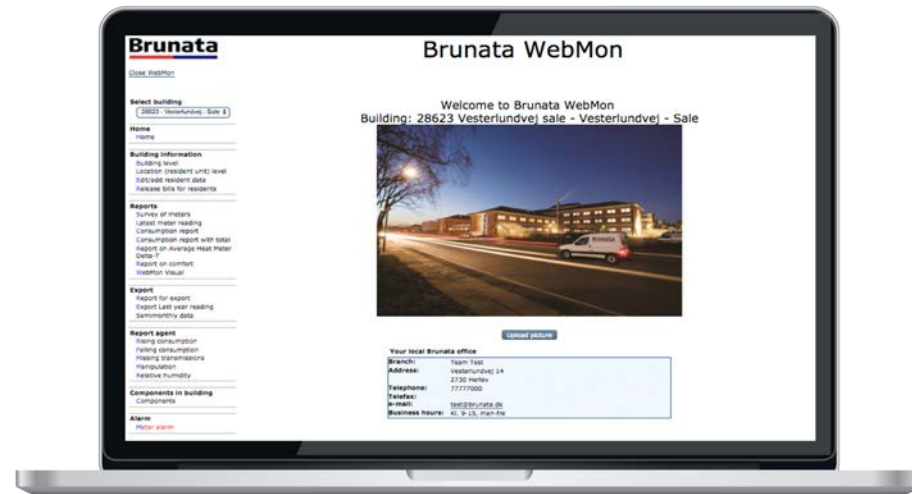 Brunata
Close WebMon
Select building
28623 - Vesterlundvej - Sale
Home
Home
Building information
Building level
Location (resident unit) level
Edit/add resident data
Release bills for residents
Reports
Survey of meters
Latest meter reading
Consumption report
Consumption report with total
Report on Average Heat Meter
Delta-T
Report on comfort
WebMon Visual
Export
Report for export
Export Last year reading
Semimonthly data
Report agent
Rising consumption
Falling consumption
Missing transmissions
Manipulation
Relative humidity
Components in building
Components
Alarm
Meter alarm
Brunata WebMon
Welcome to Brunata WebMon
Building: 28623 Vesterlundvej sale - Vesterlundvej - Sale
Brunata
Upload picture
Your local Brunata office
Branch: Team Test
Address: Vesterlundvej 14
2730 Herlev
Telephone: 77777000
Telefax:
e-mail: test@brunata.dk
Business hours: Kl. 9-15, man-fre